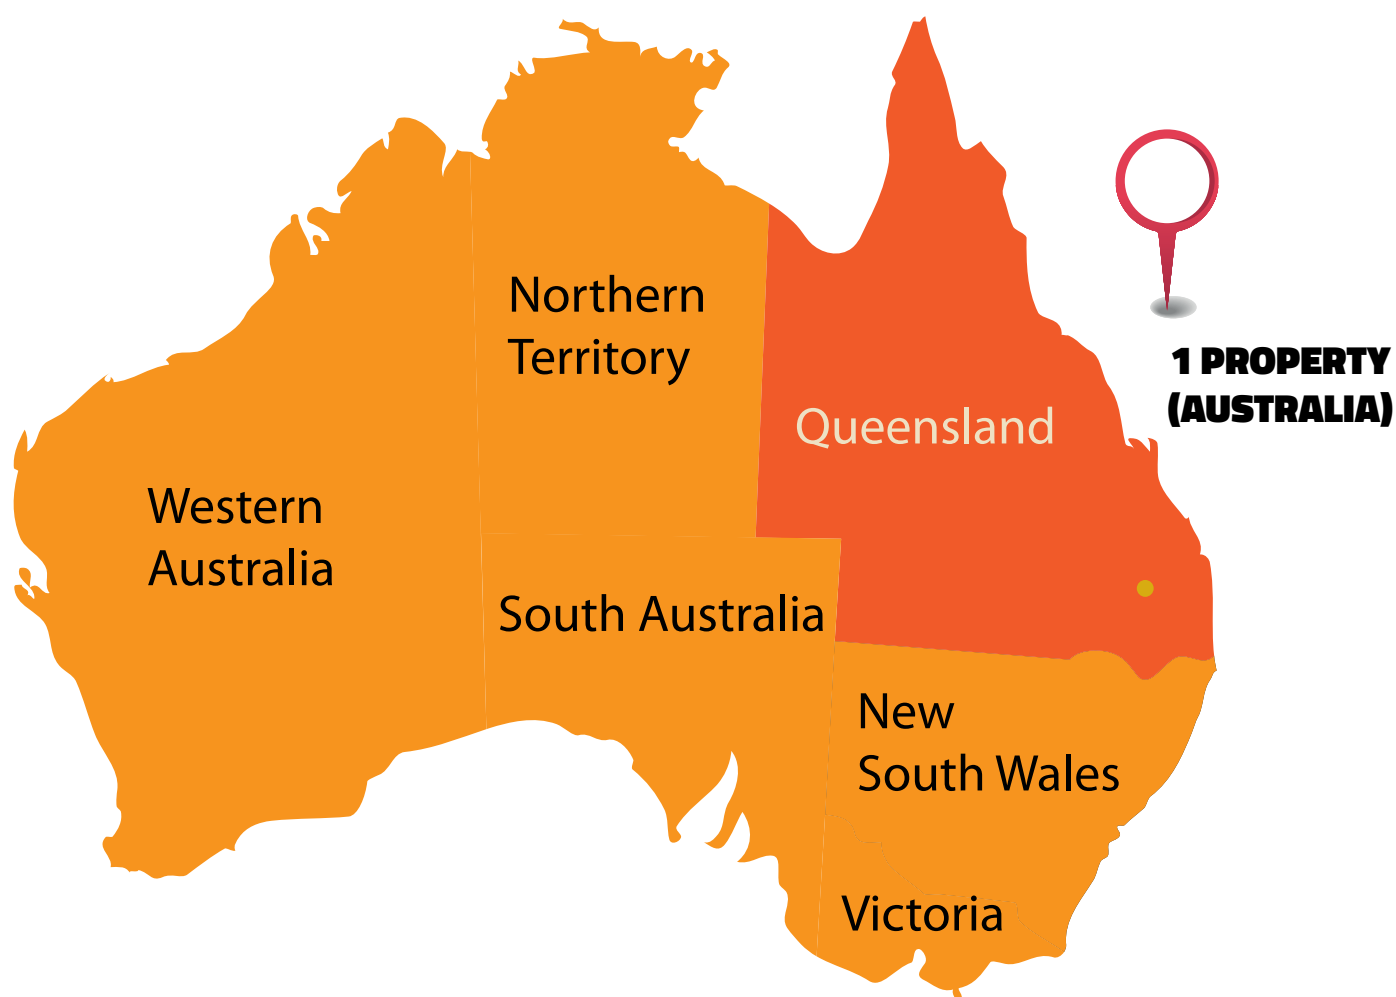 Northern
Territory
1 PROPERTY
(AUSTRALIA)
Queensland
Western
Australia
South Australia
New
South Wales
Victoria